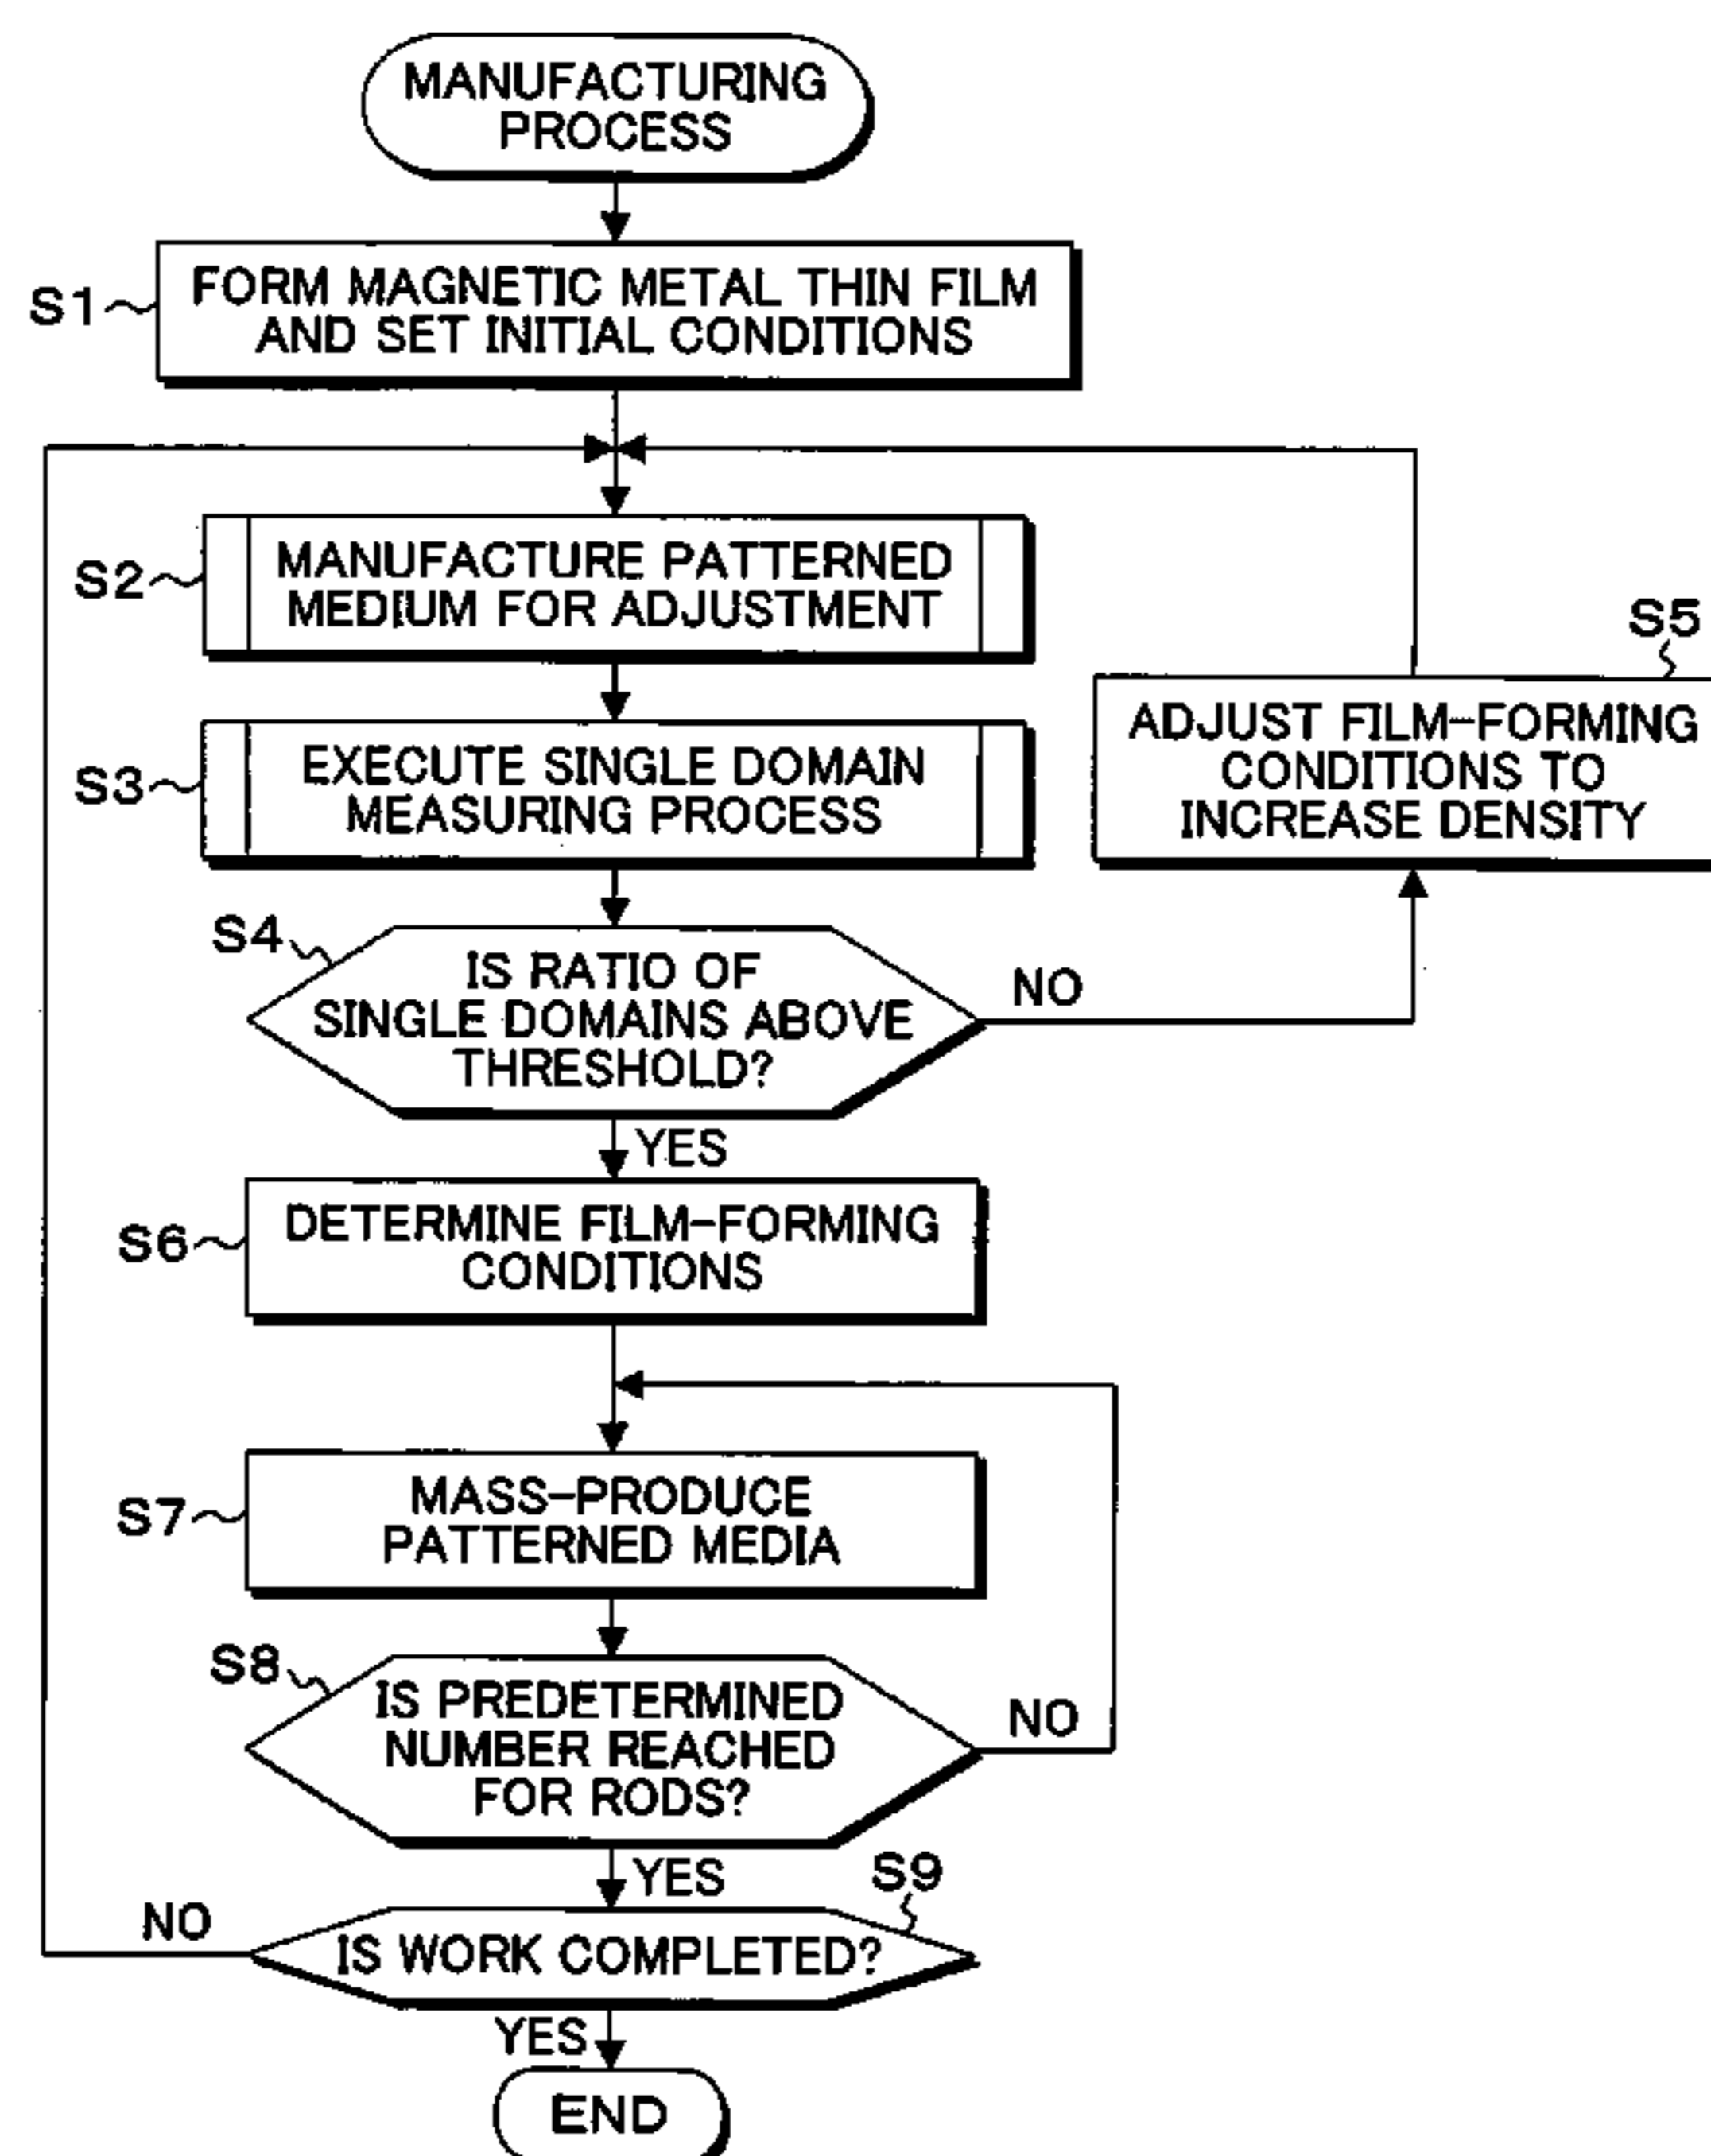 MANUFACTURING
PROCESS
S1
FORM MAGNETIC METAL THIN FILM
AND SET INITIAL CONDITIONS
S2
MANUFACTURE PATTERNED
MEDIUM FOR ADJUSTMENT
S3
EXECUTE SINGLE DOMAIN
MEASURING PROCESS
S4
IS RATIO OF
SINGLE DOMAINS ABOVE
THRESHOLD?
NO
S5
ADJUST FILM-FORMING
CONDITIONS TO
INCREASE DENSITY
YES
S6
DETERMINE FILM-FORMING
CONDITIONS
S7
MASS-PRODUCE
PATTERNED MEDIA
S8
IS PREDETERMINED
NUMBER REACHED
FOR RODS?
NO
YES
S9
IS WORK COMPLETED?
NO
YES
END